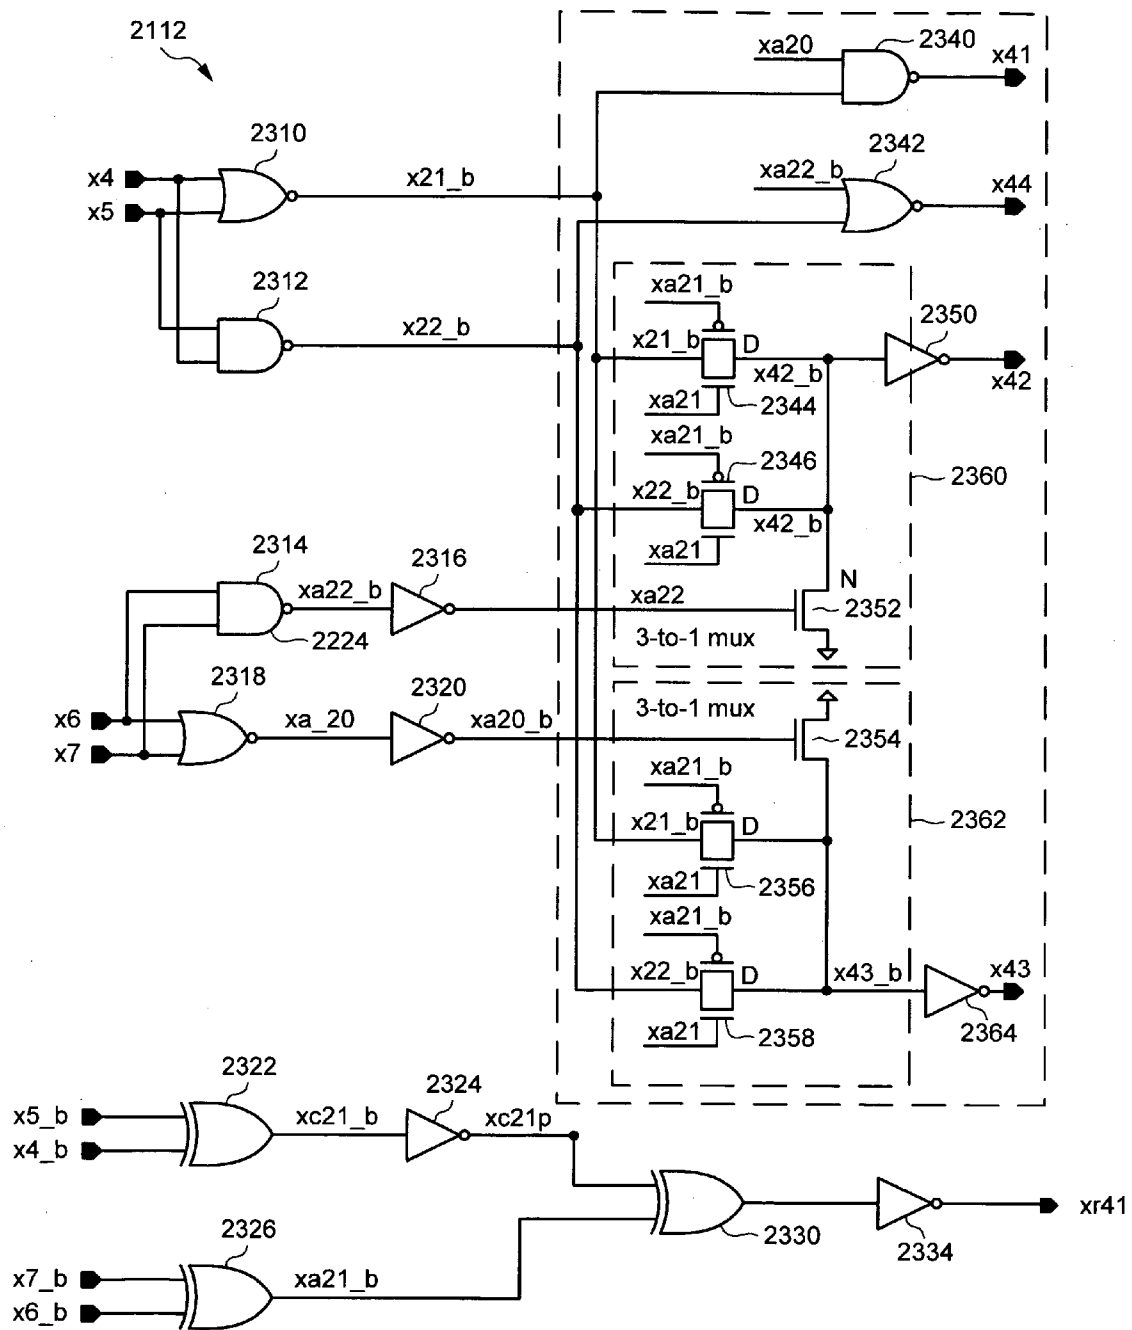 2112
xa20
2340
x41
2310
2342
x4
x21_b
xa22_b
x44
x5
2312
xa21_b
2350
x22_b
x21_b
D
x42_b
x42
xa21
2344
xa21_b
2346
2360
x22_b
D
x42_b
2314
2316
xa21
xa22_b
xa22
N
2352
2224
3-to-1 mux
2318
2320
x6
xa_20
xa20_b
3-to-1 mux
x7
2354
xa21_b
x21_b
D
2362
xa21
2356
xa21_b
x22_b
D
x43_b
x43
xa21
2358
2364
2322
2324
x5_b
xc21_b
xc21p
x4_b
2326
xr41
2330
2334
x7_b
xa21_b
x6_b